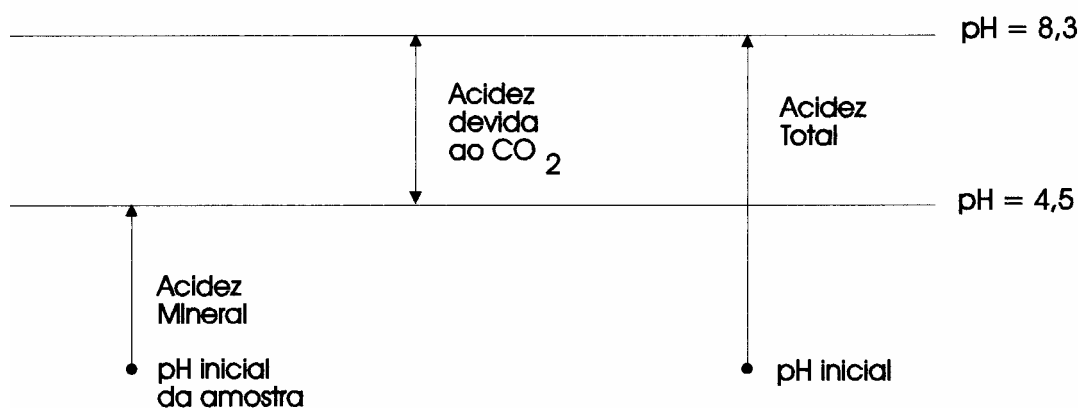 pH = 8,3
Acidez
devida
ao CO 2
Acidez
Total
pH = 4,5
Acidez
Mineral
pH inicial
da amostra
pH inicial